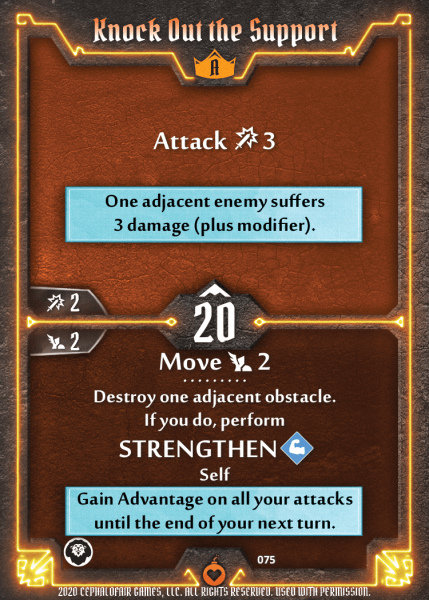 Knock Out the Support
A
Attack 3
One adjacent enemy suffers
3 damage (plus modifier).
2
20
2
Move 2
Destroy one adjacent obstacle.
If you do, perform
STRENGTHEN
Self
Gain Advantage on all your attacks
until the end of your next turn.
075
2020 CEPHALOFAIR GAMES, LLC. ALL RIGHTS RESERVED. USED WITH PERMISSION.